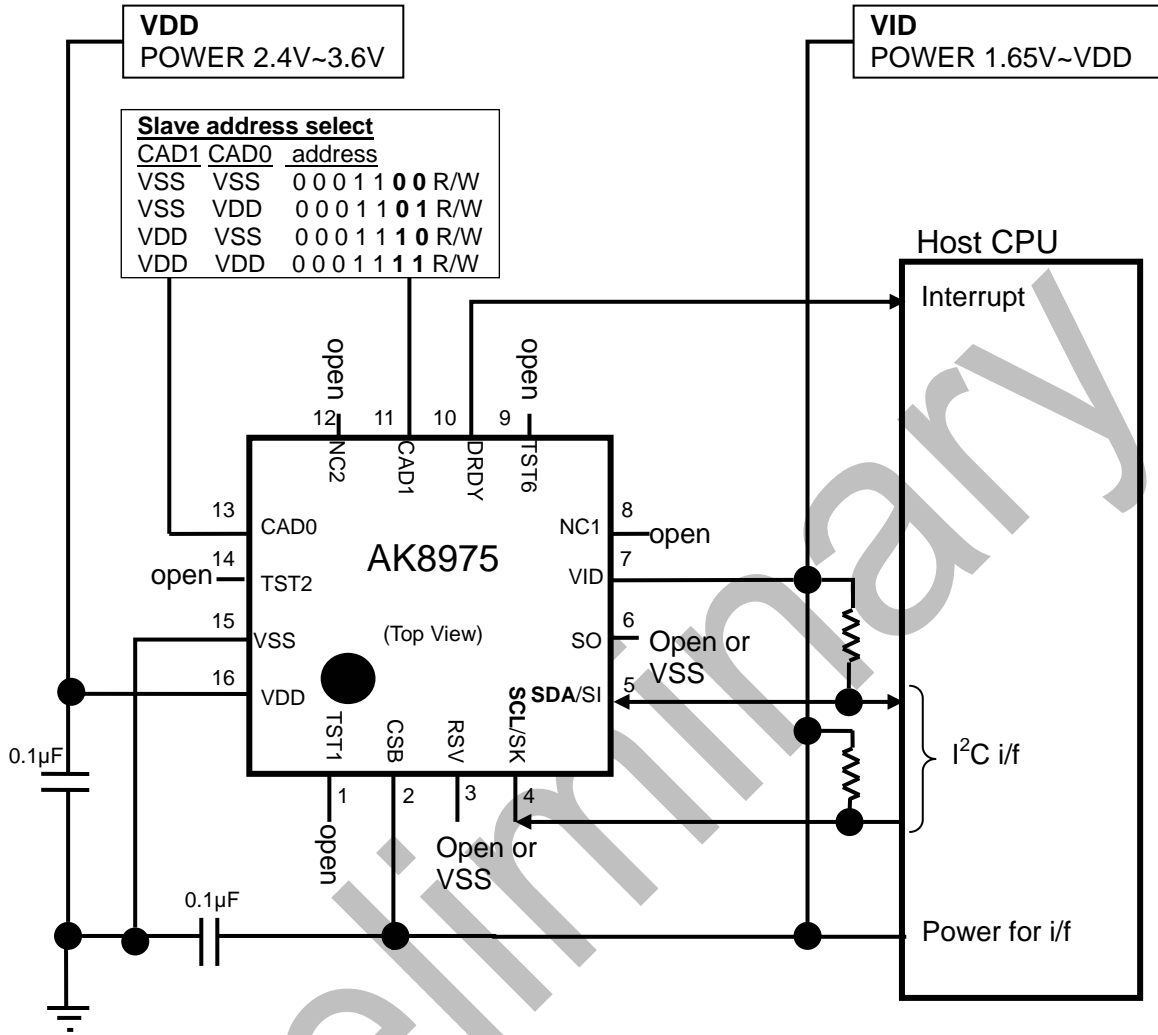 VDD
POWER 2.4V~3.6V
VID
POWER 1.65V~VDD
Slave address select
CAD1 CAD0 address
VSS VSS 0 0 0 1 1 0 0 R/W
VSS VDD 0 0 0 1 1 0 1 R/W
VDD VSS 0 0 0 1 1 1 0 R/W
VDD VDD 0 0 0 1 1 1 1 R/W
Host CPU
Interrupt
open
open
12
11
10
9
NC2
CAD1
DRDY
TST6
13
CAD0
8
NC1
open
AK8975
14
open
TST2
7
VID
15
VSS
(Top View)
6
SO
Open or
VSS
16
VDD
5
SDA/SI
TST1
CSB
RSV
SCL/SK
0.1µF
I²C i/f
1
2
3
4
open
Open or
VSS
0.1µF
Power for i/f
eliminary